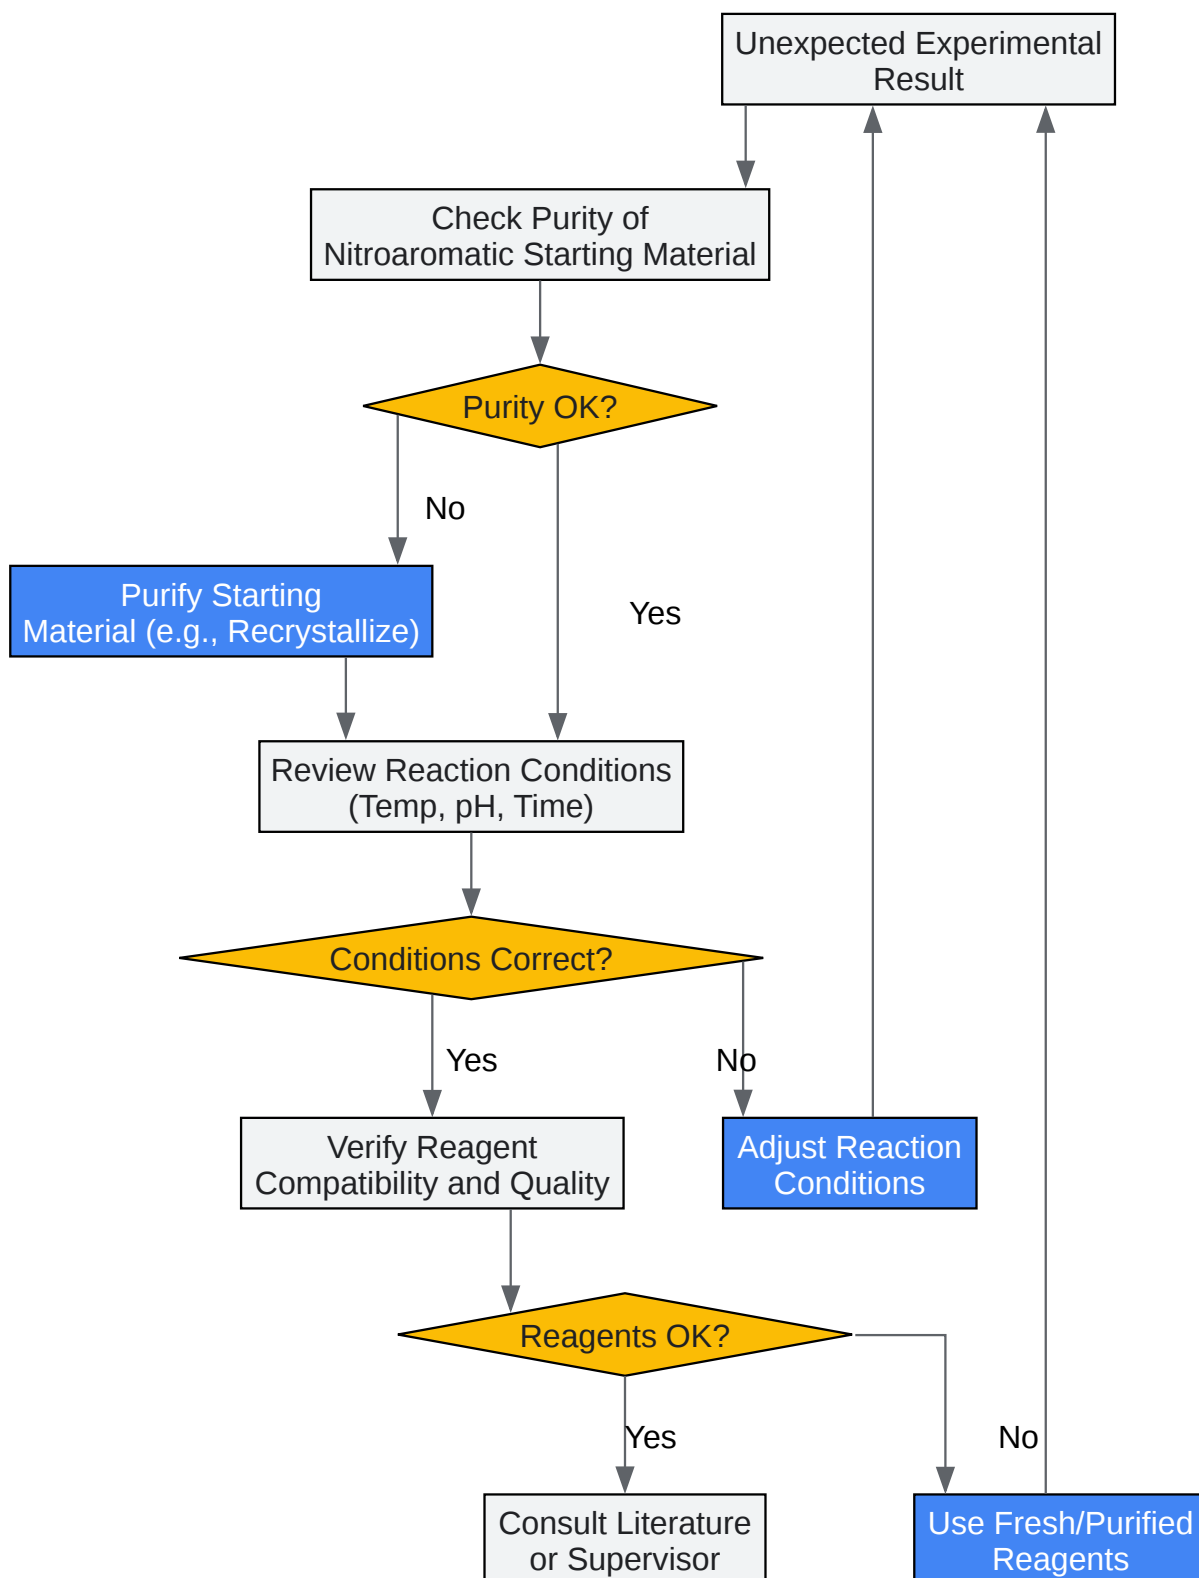 Unexpected Experimental
Result
Check Purity of
Nitroaromatic Starting Material
Purity OK?
No
Purify Starting
Material (e.g., Recrystallize)
Yes
Review Reaction Conditions
(Temp, pH, Time)
Conditions Correct?
Yes
No
Verify Reagent
Compatibility and Quality
Adjust Reaction
Conditions
Reagents OK?
Yes
No
Consult Literature
or Supervisor
Use Fresh/Purified
Reagents